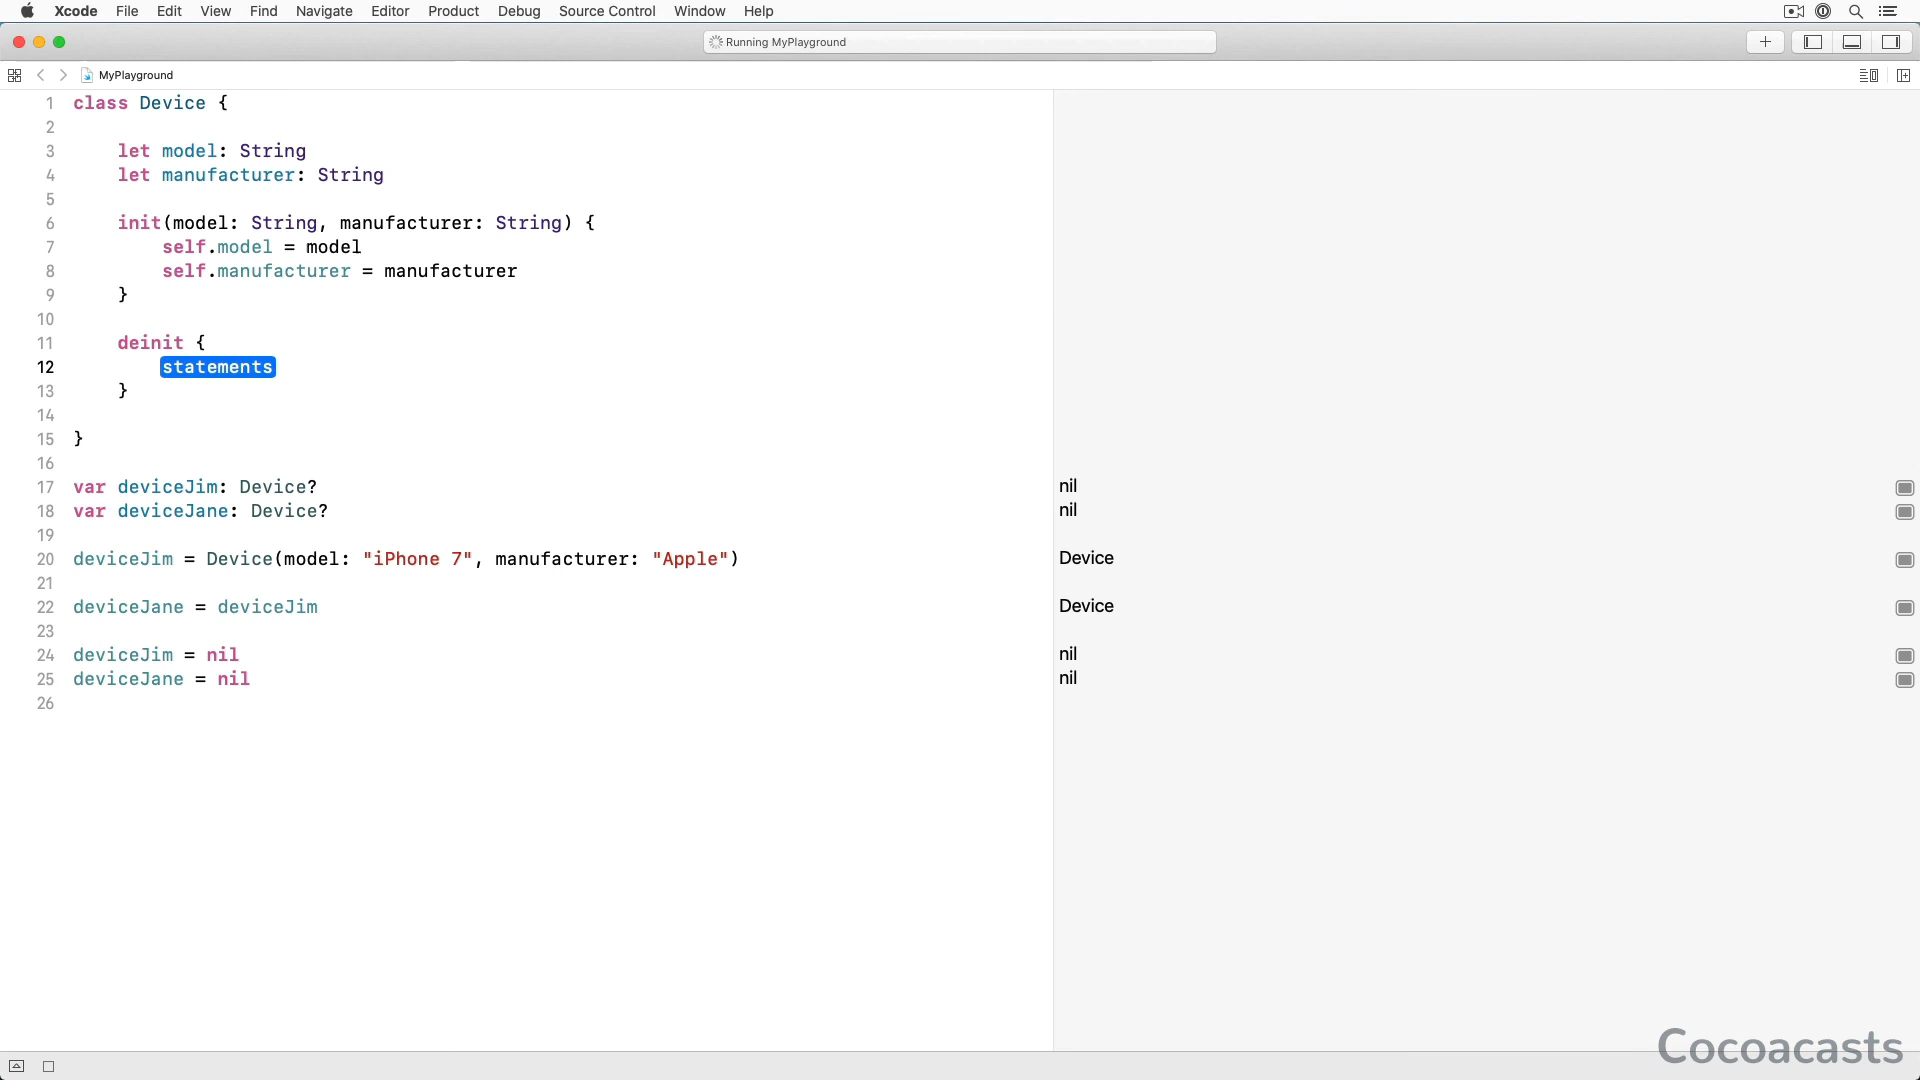 Xcode File Edit View Find Navigate Editor Product Debug Source Control Window Help
Running MyPlayground
MyPlayground
1 class Device {
2
3 let model: String
4 let manufacturer: String
5
6 init(model: String, manufacturer: String) {
7 self.model = model
8 self.manufacturer = manufacturer
9 }
10
11 deinit {
12 statements
13 }
14
15 }
16
17 var deviceJim: Device? nil
18 var deviceJane: Device? nil
19
20 deviceJim = Device(model: "iPhone 7", manufacturer: "Apple") Device
21
22 deviceJane = deviceJim Device
23
24 deviceJim = nil nil
25 deviceJane = nil nil
26
Cocoacasts